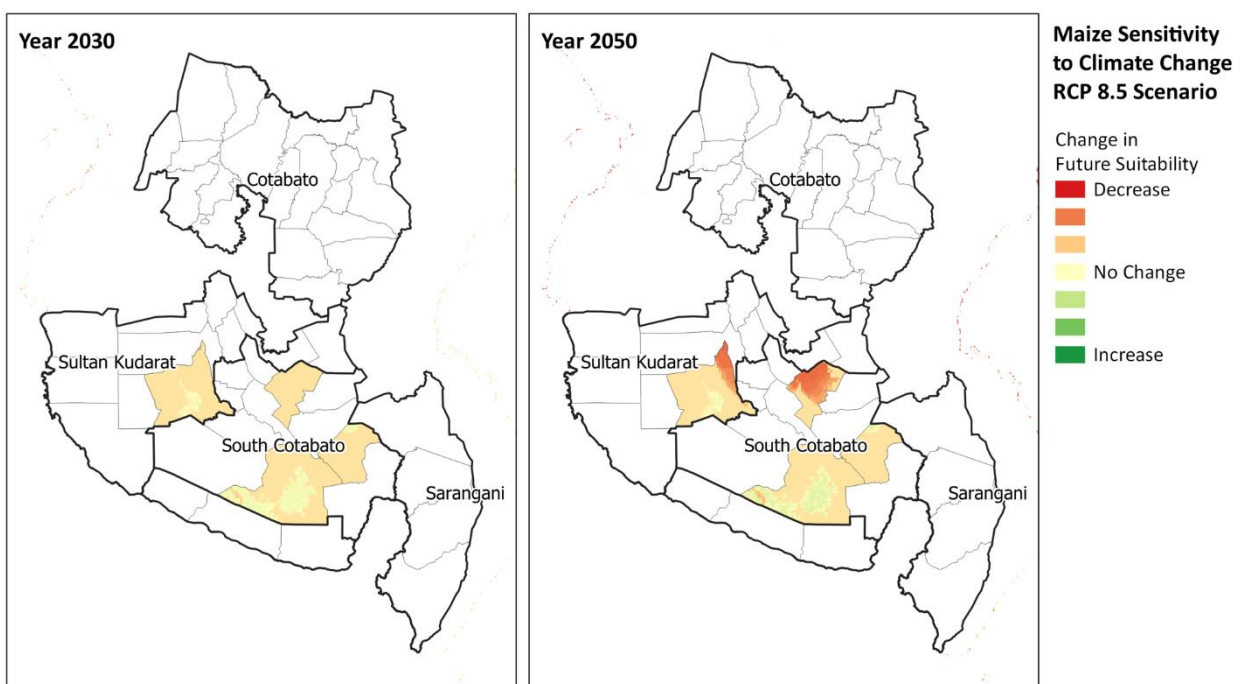 Year 2030
Cotabato
Sultan Kudarat
South Cotabato
Sarangani
Year 2050
Cotabato
Sultan Kudarat
South Cotabato
Sarangani
Maize Sensitivity
to Climate Change
RCP 8.5 Scenario
Change in
Future Suitability
Decrease
No Change
Increase